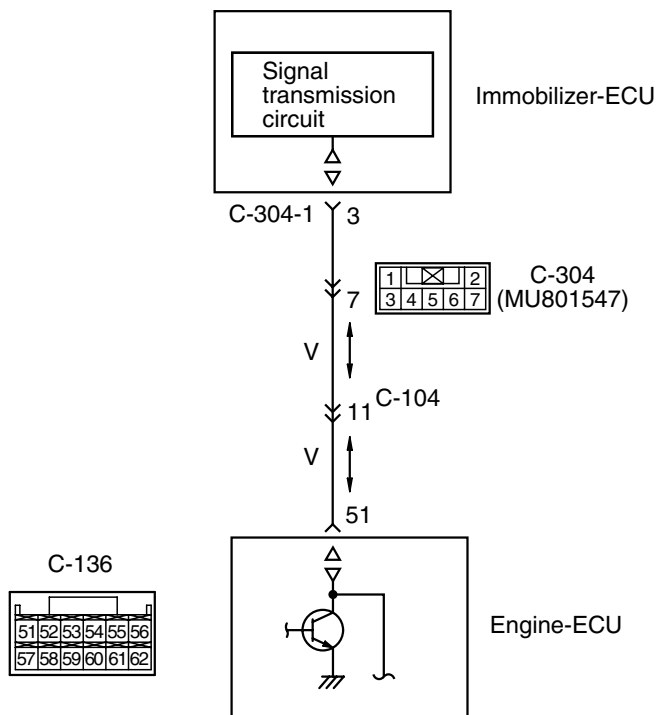 Signal
transmission
circuit
Immobilizer-ECU
C-304-1
3
1 2
3 4 5 6 7
C-304
(MU801547)
7
V
C-104
11
V
51
C-136
51 52 53 54 55 56
57 58 59 60 61 62
Engine-ECU